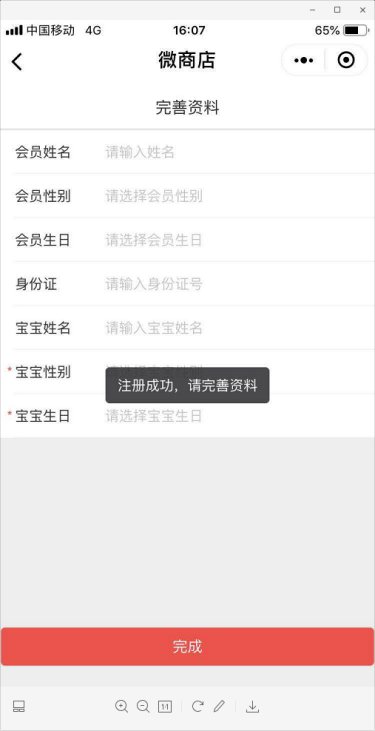 中国移动 4G 16:07 65%
微商店
完善资料
会员姓名 请输入姓名
会员性别 请选择会员性别
会员生日 请选择会员生日
身份证 请输入身份证号
宝宝姓名 请输入宝宝姓名
* 宝宝性别
注册成功，请完善资料
* 宝宝生日 请选择宝宝生日
完成
1:1